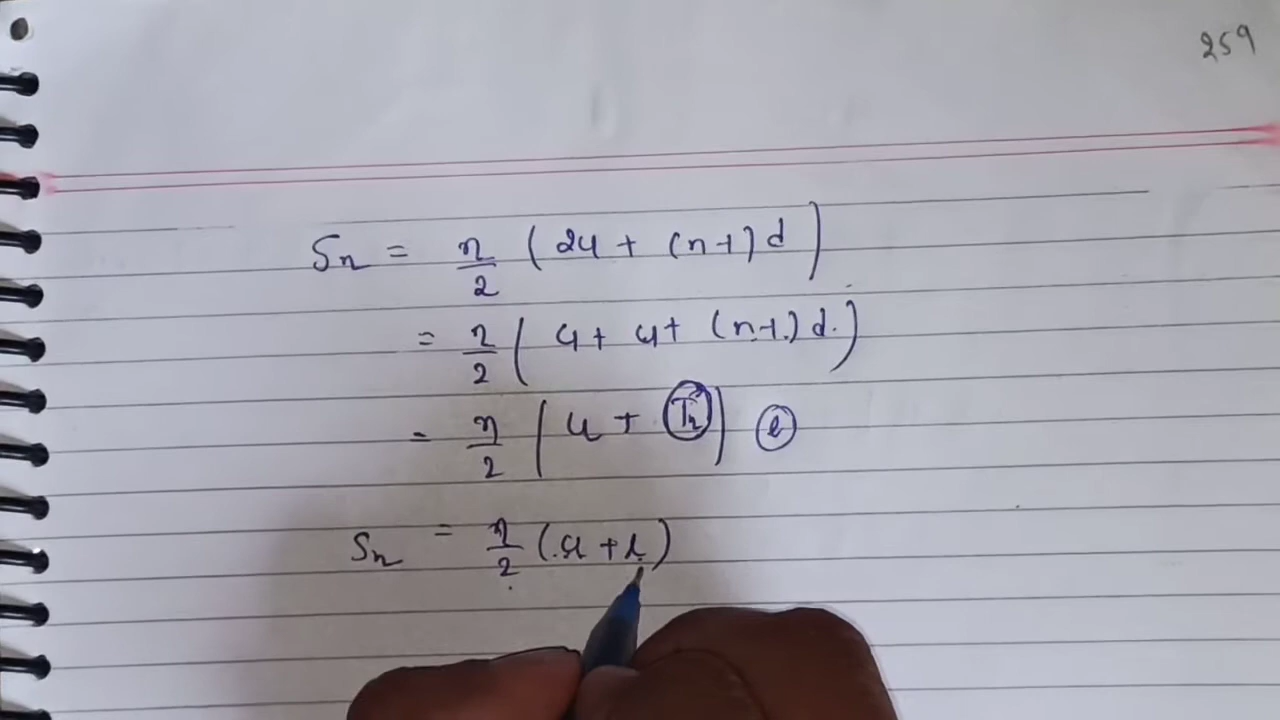 259
Sn = n/2 (2a + (n-1)d)
= n/2 (a + a + (n-1)d)
= n/2 (a + Tn) l
Sn = n/2 (a + l)